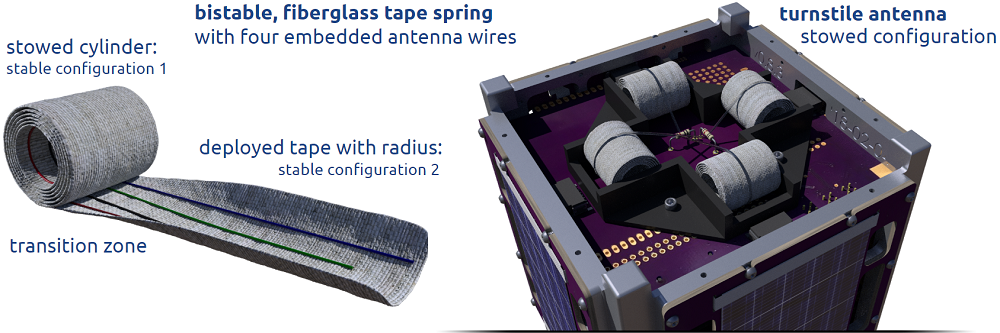 bistable, fiberglass tape spring
with four embedded antenna wires
stowed cylinder:
stable configuration 1
deployed tape with radius:
stable configuration 2
transition zone
turnstile antenna
stowed configuration